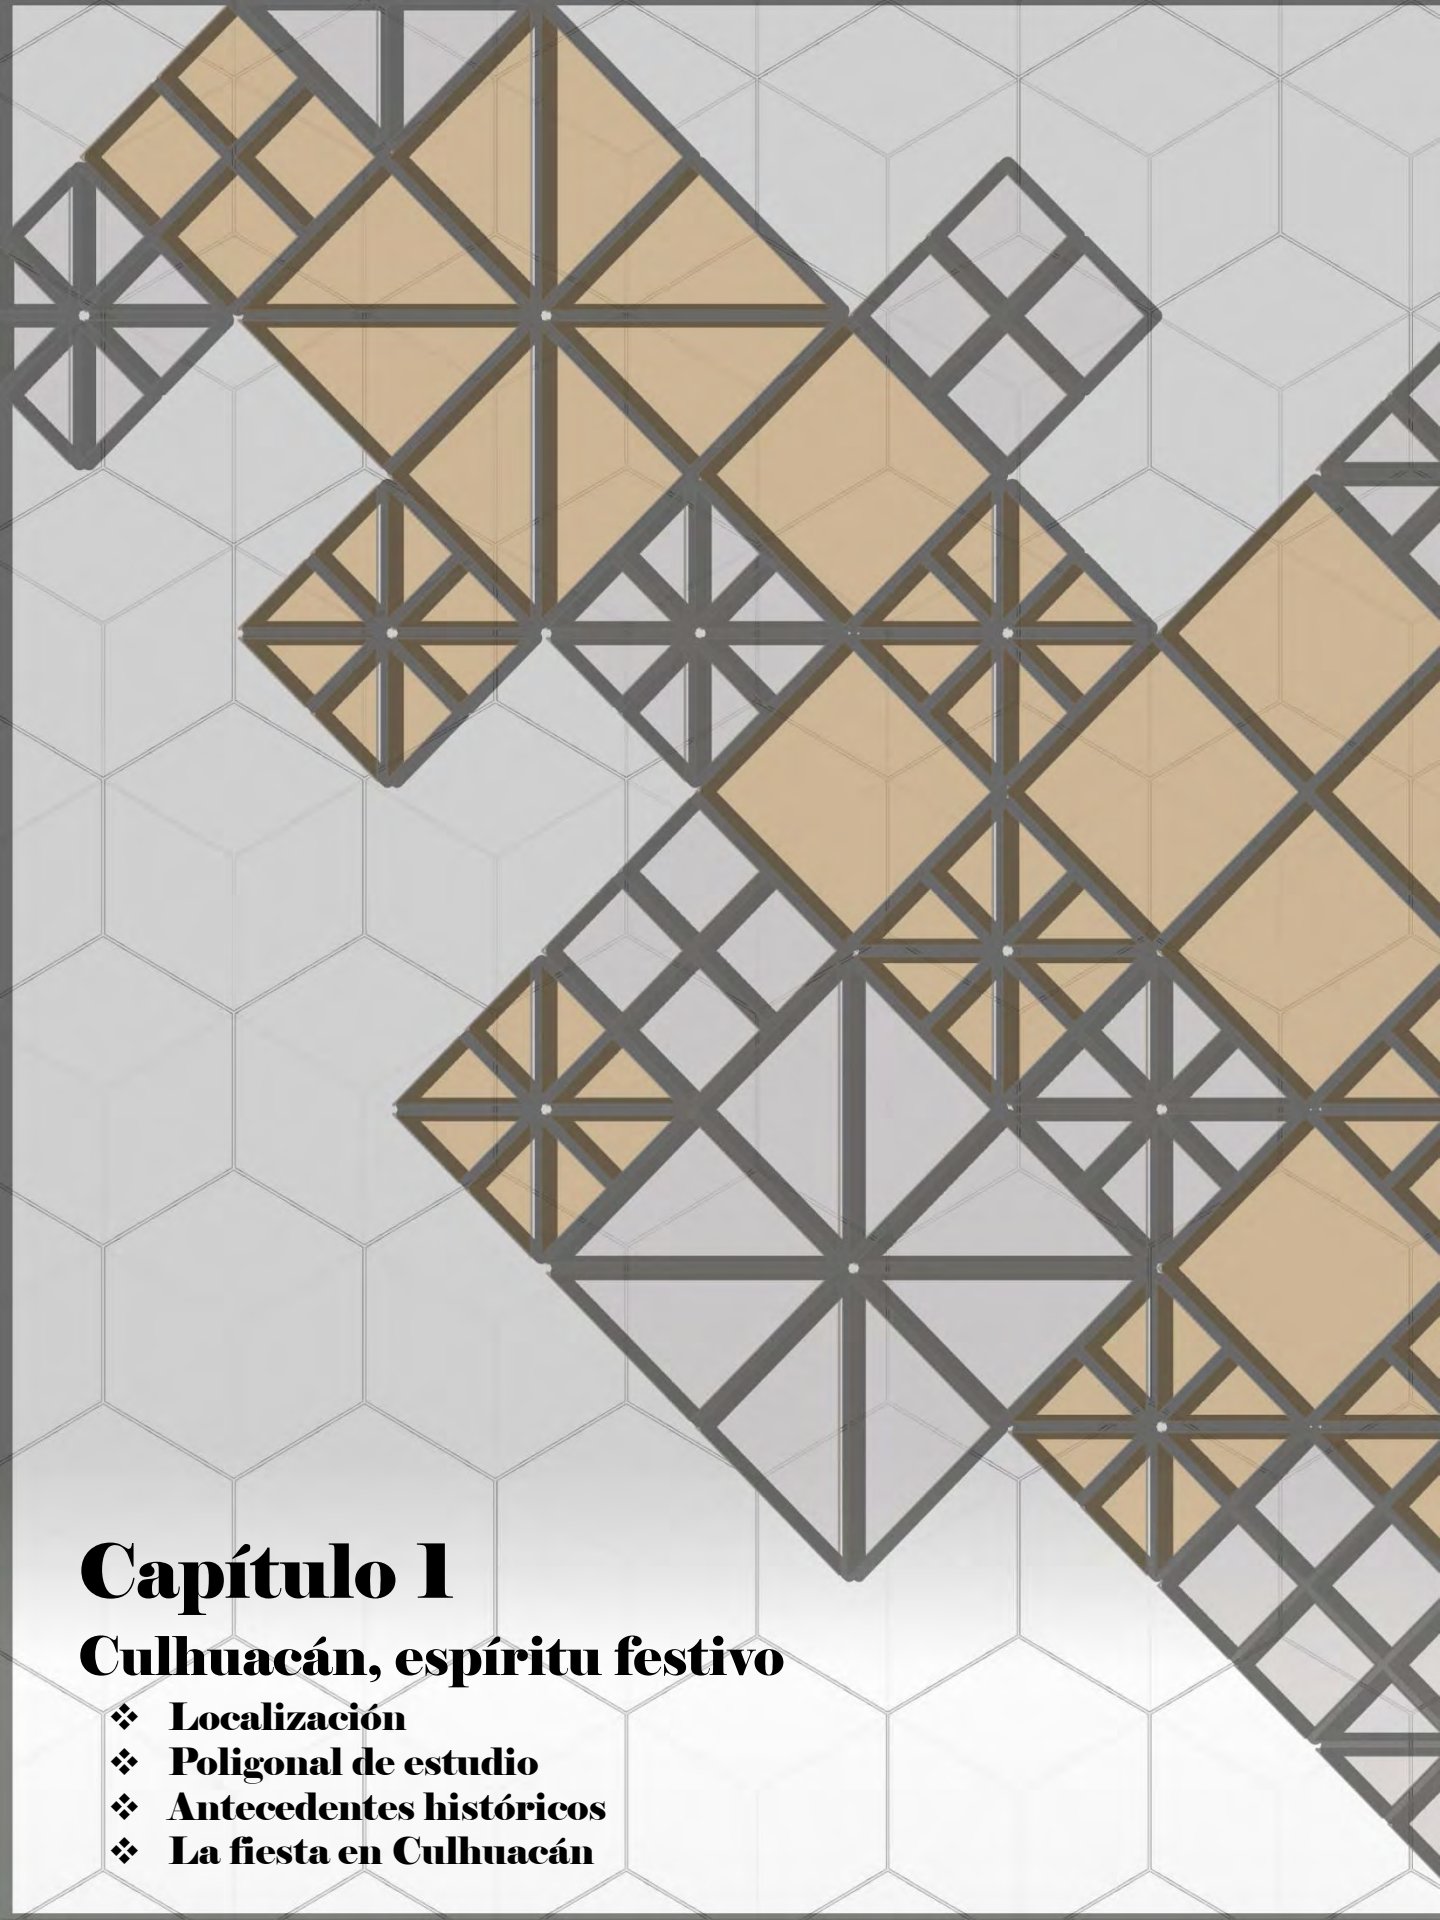 Capítulo 1
Culhuacán, espíritu festivo
❖ Localización
❖ Poligonal de estudio
❖ Antecedentes históricos
❖ La fiesta en Culhuacán